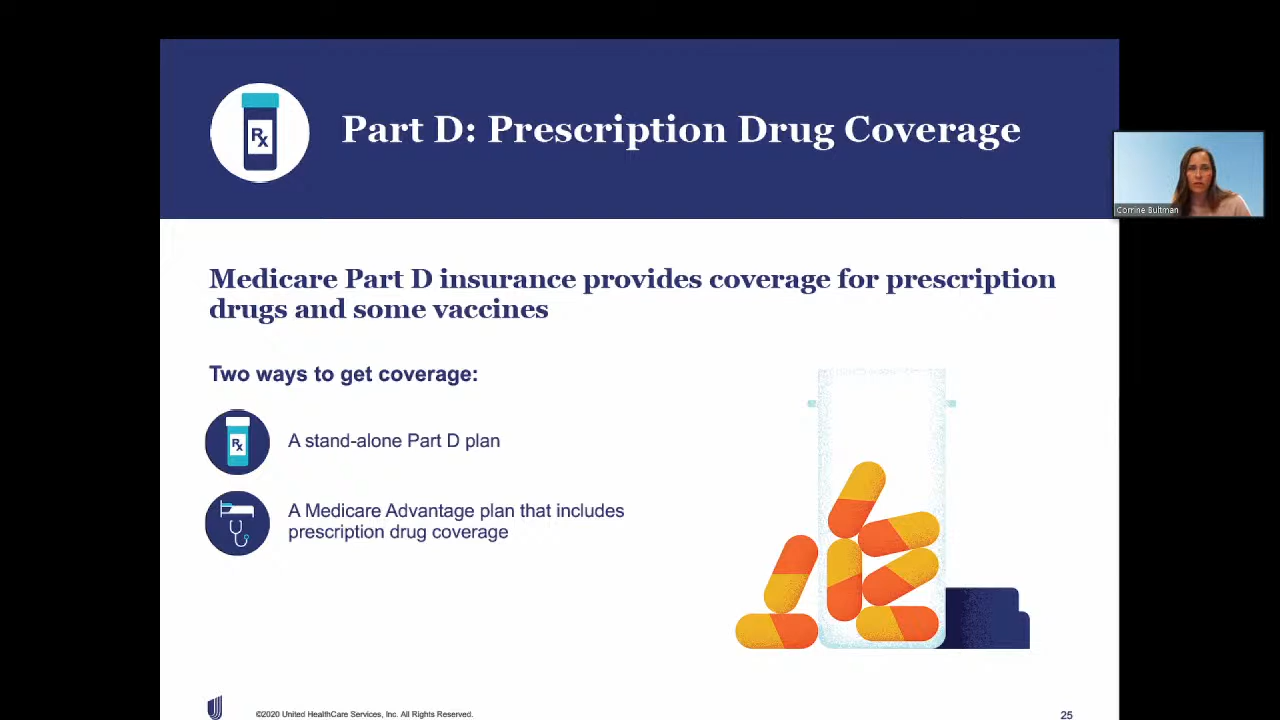 Rx
Part D: Prescription Drug Coverage
Corrine Bultman
Medicare Part D insurance provides coverage for prescription
drugs and some vaccines
Two ways to get coverage:
Rx
A stand-alone Part D plan
A Medicare Advantage plan that includes
prescription drug coverage
©2020 United HealthCare Services, Inc. All Rights Reserved.
25